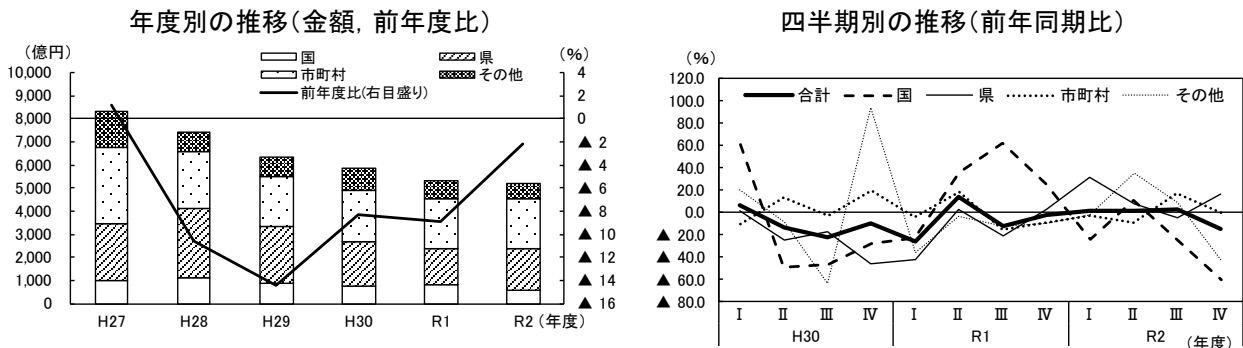 年度別の推移(金額，前年度比)
(億円)
(%)
国
県
市町村
その他
前年度比(右目盛り)
10,000
9,000
8,000
7,000
6,000
5,000
4,000
3,000
2,000
1,000
0
4
2
0
▲ 2
▲ 4
▲ 6
▲ 8
▲ 10
▲ 12
▲ 14
▲ 16
H27 H28 H29 H30 R1 R2 (年度)
四半期別の推移(前年同期比)
(%)
合計 国 県 市町村 その他
120.0
100.0
80.0
60.0
40.0
20.0
0.0
▲ 20.0
▲ 40.0
▲ 60.0
▲ 80.0
Ⅰ Ⅱ Ⅲ Ⅳ Ⅰ Ⅱ Ⅲ Ⅳ Ⅰ Ⅱ Ⅲ Ⅳ
H30 R1 R2 (年度)